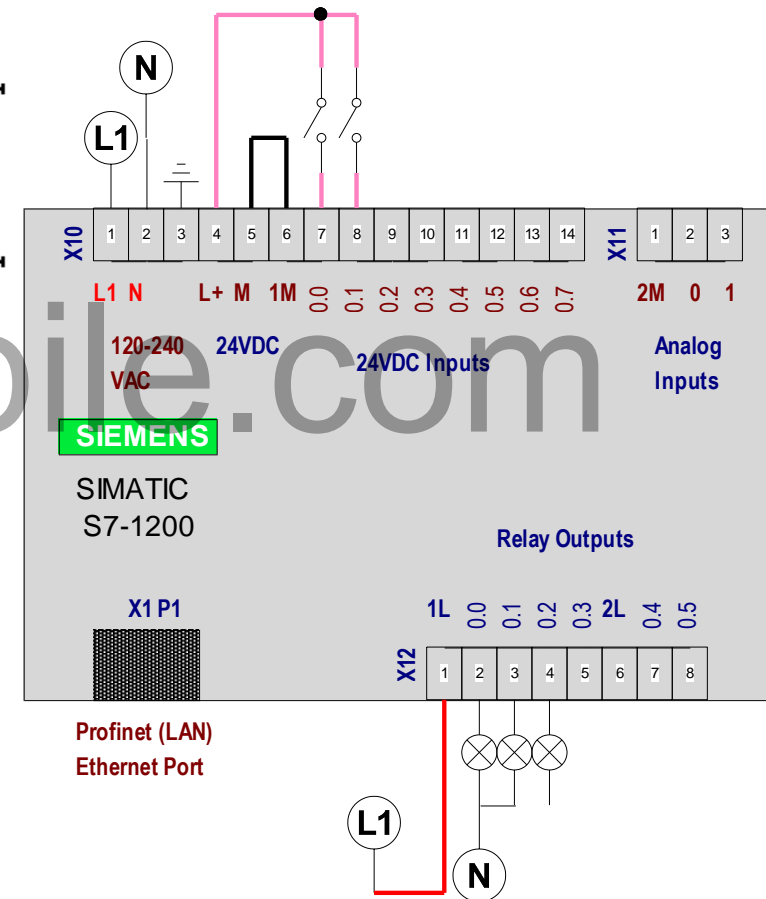 N
L1
X10
1 2 3 4 5 6 7 8 9 10 11 12 13 14
X11
1 2 3
L1 N L+ M 1M 0.0 0.1 0.2 0.3 0.4 0.5 0.6 0.7
2M 0 1
120-240
VAC
24VDC
24VDC Inputs
Analog
Inputs
bile.com
SIEMENS
SIMATIC
S7-1200
Relay Outputs
X1 P1
1L 0.0 0.1 0.2 0.3 2L 0.4 0.5
X12
1 2 3 4 5 6 7 8
Profinet (LAN)
Ethernet Port
L1
N